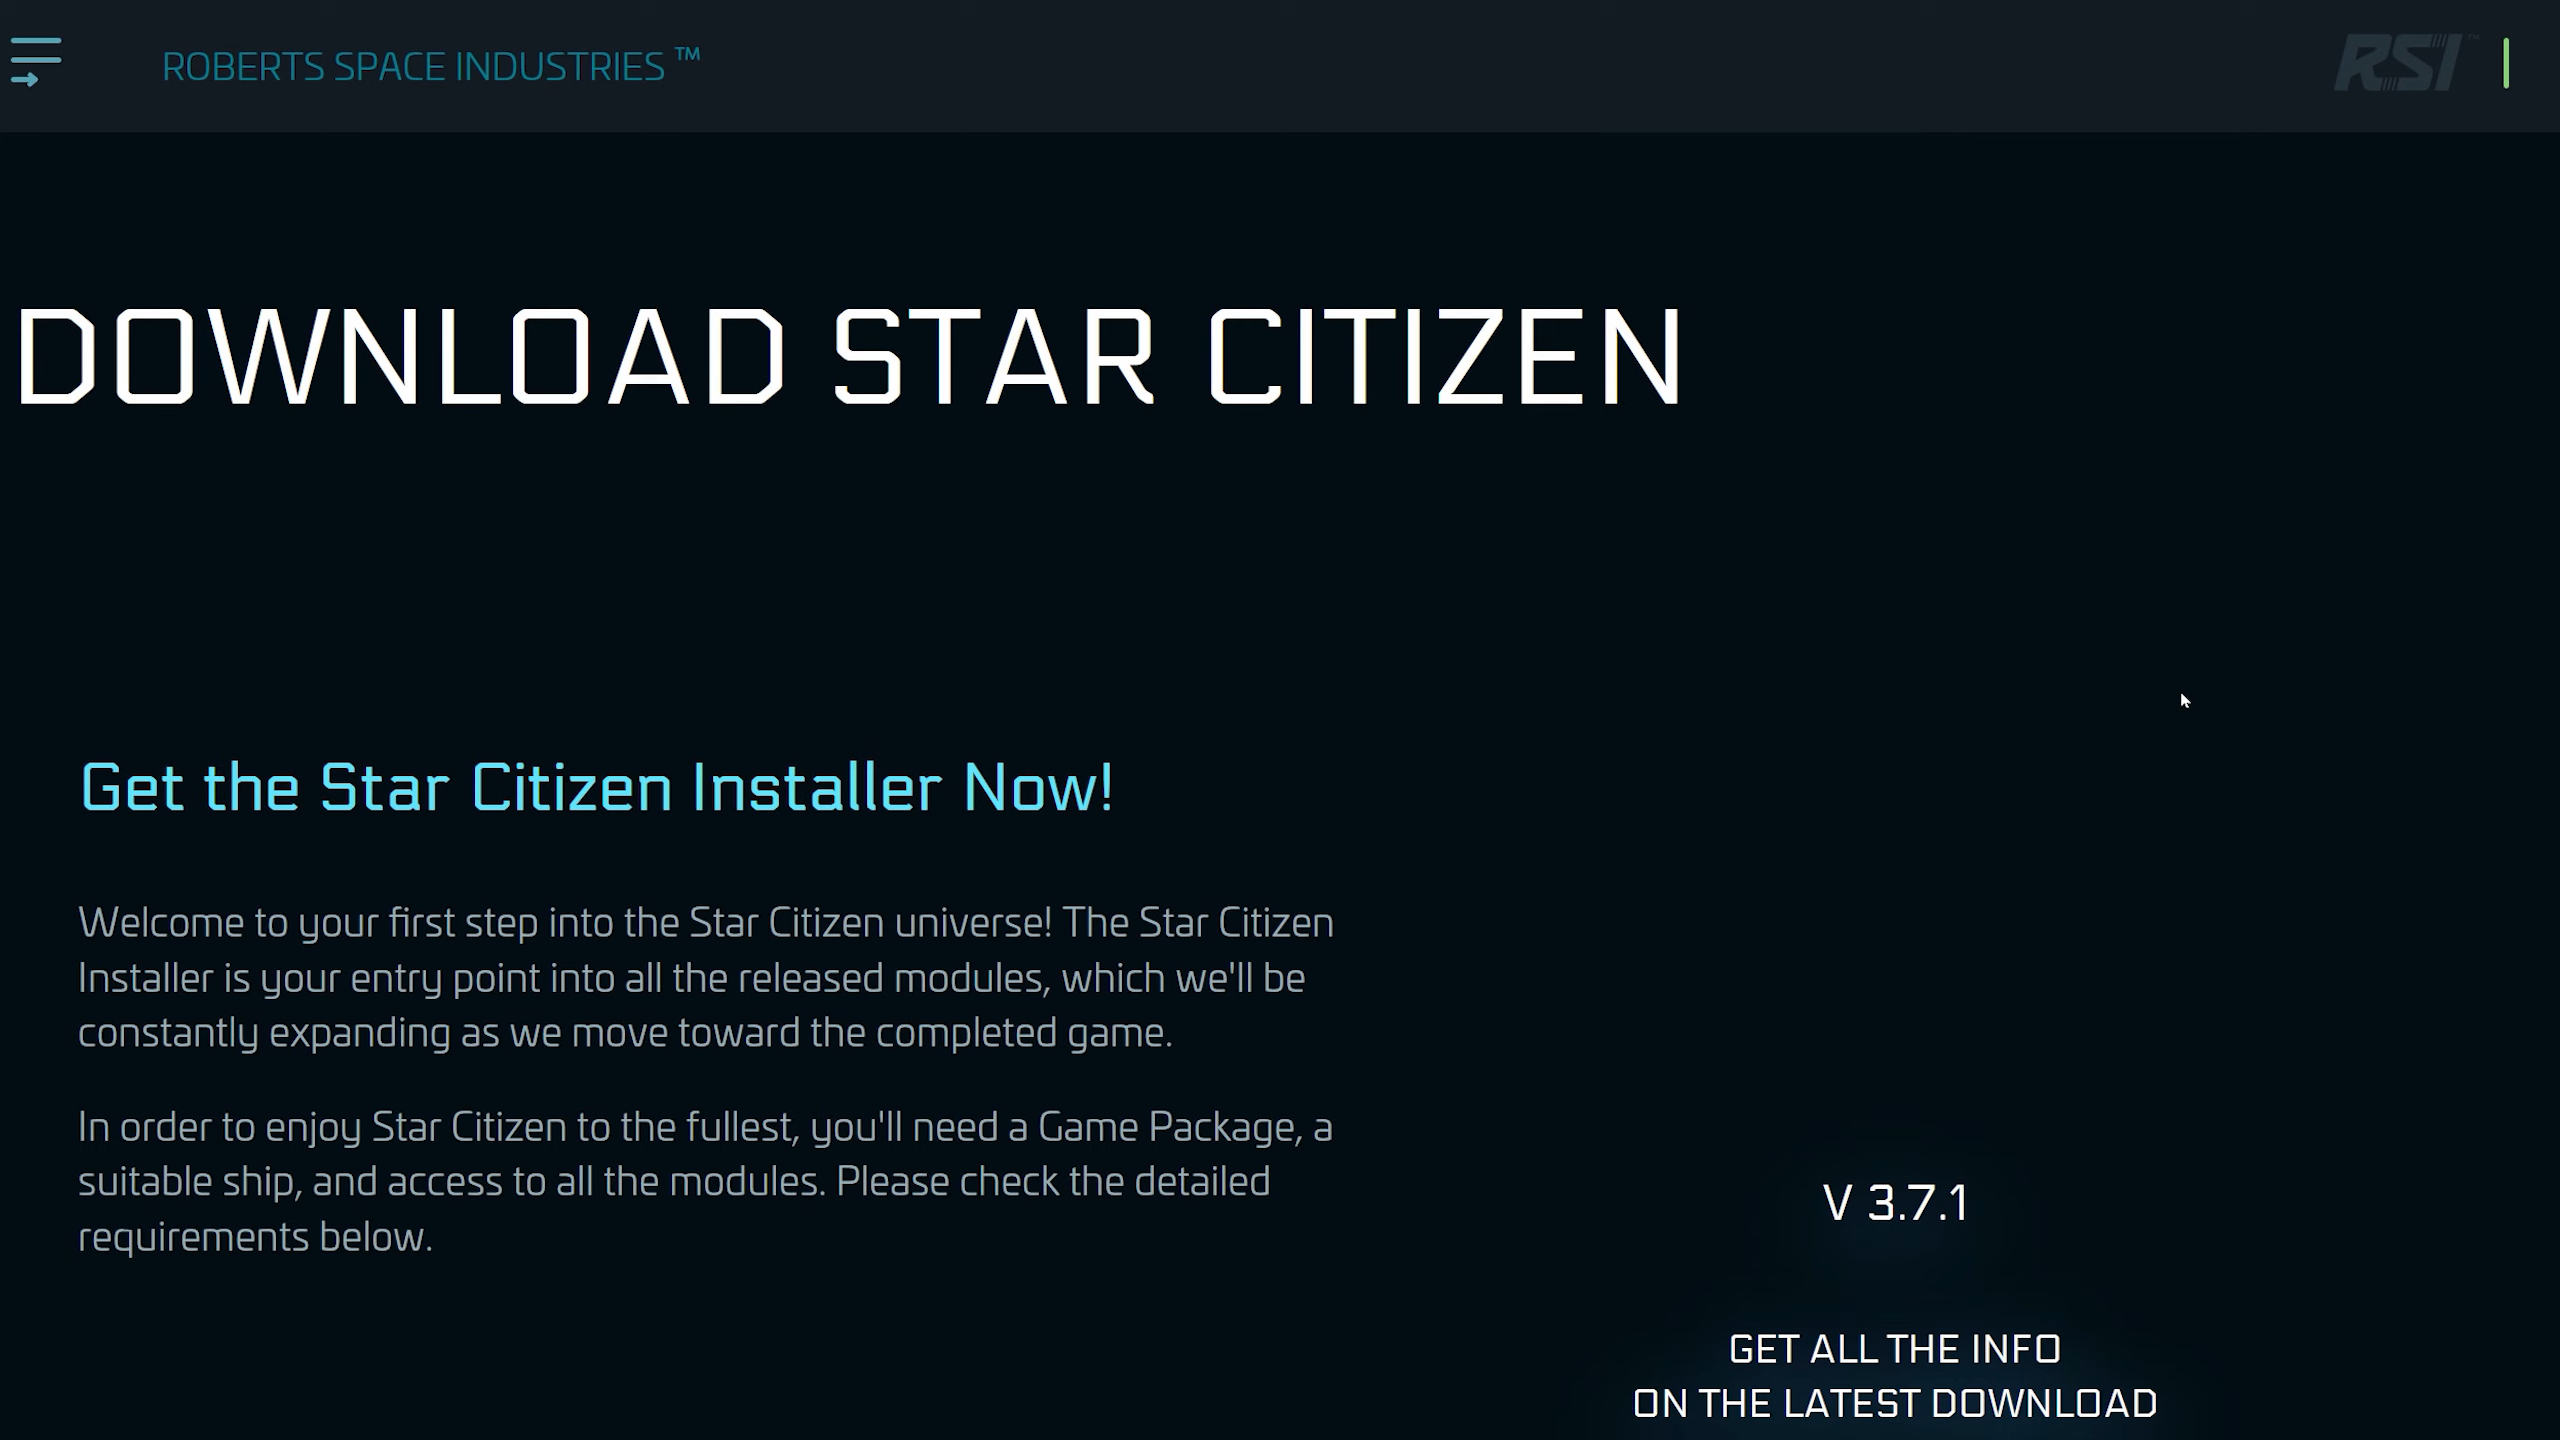 ROBERTS SPACE INDUSTRIES ™
RSI ™
DOWNLOAD STAR CITIZEN
Get the Star Citizen Installer Now!
Welcome to your first step into the Star Citizen universe! The Star Citizen
Installer is your entry point into all the released modules, which we'll be
constantly expanding as we move toward the completed game.
In order to enjoy Star Citizen to the fullest, you'll need a Game Package, a
suitable ship, and access to all the modules. Please check the detailed
requirements below.
V 3.7.1
GET ALL THE INFO
ON THE LATEST DOWNLOAD